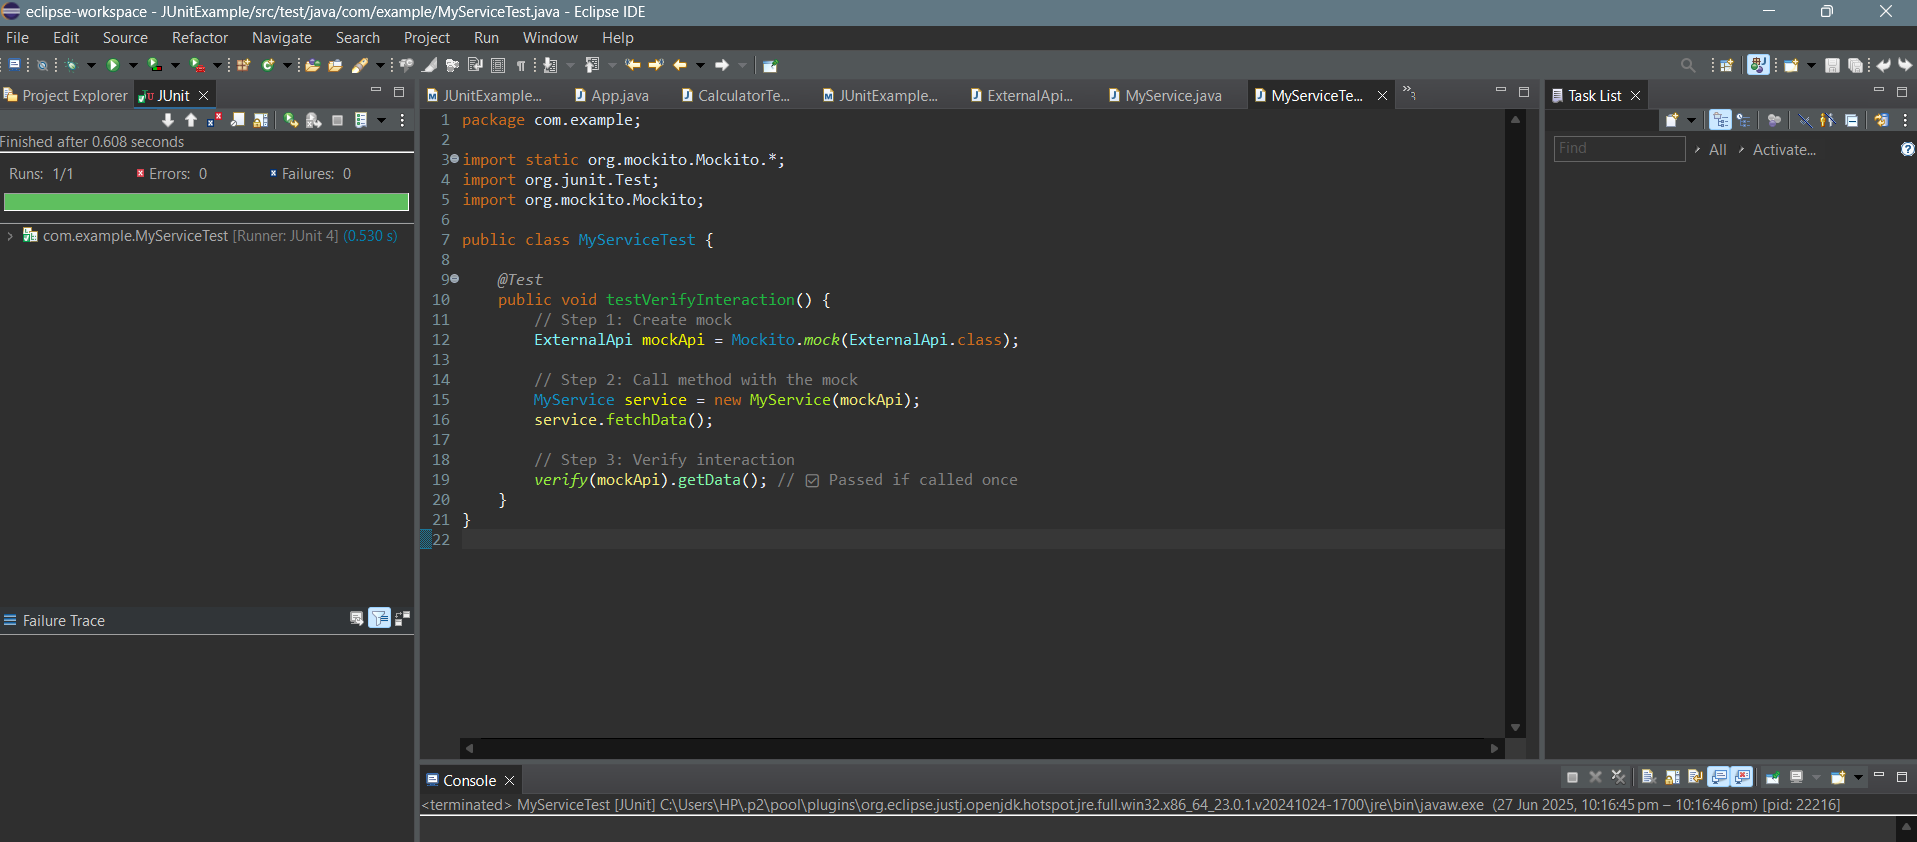 eclipse-workspace - JUnitExample/src/test/java/com/example/MyServiceTest.java - Eclipse IDE
File Edit Source Refactor Navigate Search Project Run Window Help
Project Explorer JUnit
Finished after 0.608 seconds
Runs: 1/1 Errors: 0 Failures: 0
com.example.MyServiceTest [Runner: JUnit 4] (0.530 s)
Failure Trace
JUnitExample... App.java CalculatorTe... JUnitExample... ExternalApi... MyService.java MyServiceTe... »3
1 package com.example;
2
3 import static org.mockito.Mockito.*;
4 import org.junit.Test;
5 import org.mockito.Mockito;
6
7 public class MyServiceTest {
8
9 @Test
10 public void testVerifyInteraction() {
11 // Step 1: Create mock
12 ExternalApi mockApi = Mockito.mock(ExternalApi.class);
13
14 // Step 2: Call method with the mock
15 MyService service = new MyService(mockApi);
16 service.fetchData();
17
18 // Step 3: Verify interaction
19 verify(mockApi).getData(); // ☑ Passed if called once
20 }
21 }
22
Task List
Find All Activate...
Console
<terminated> MyServiceTest [JUnit] C:\Users\HP\.p2\pool\plugins\org.eclipse.justj.openjdk.hotspot.jre.full.win32.x86_64_23.0.1.v20241024-1700\jre\bin\javaw.exe (27 Jun 2025, 10:16:45 pm – 10:16:46 pm) [pid: 22216]